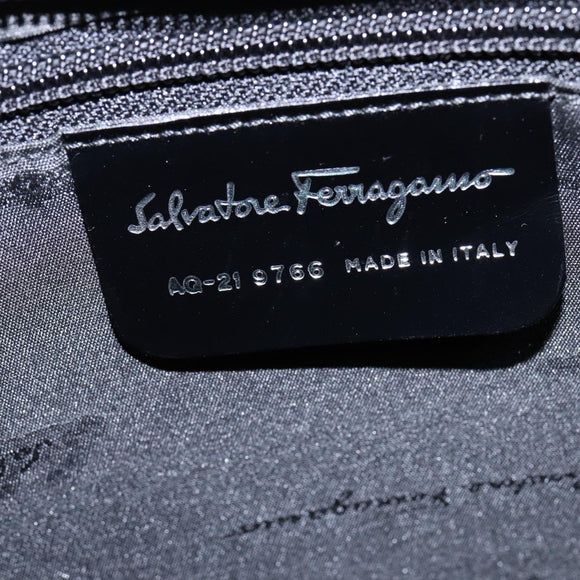 Salvatore Ferragamo
AQ-21 9766 MADE IN ITALY